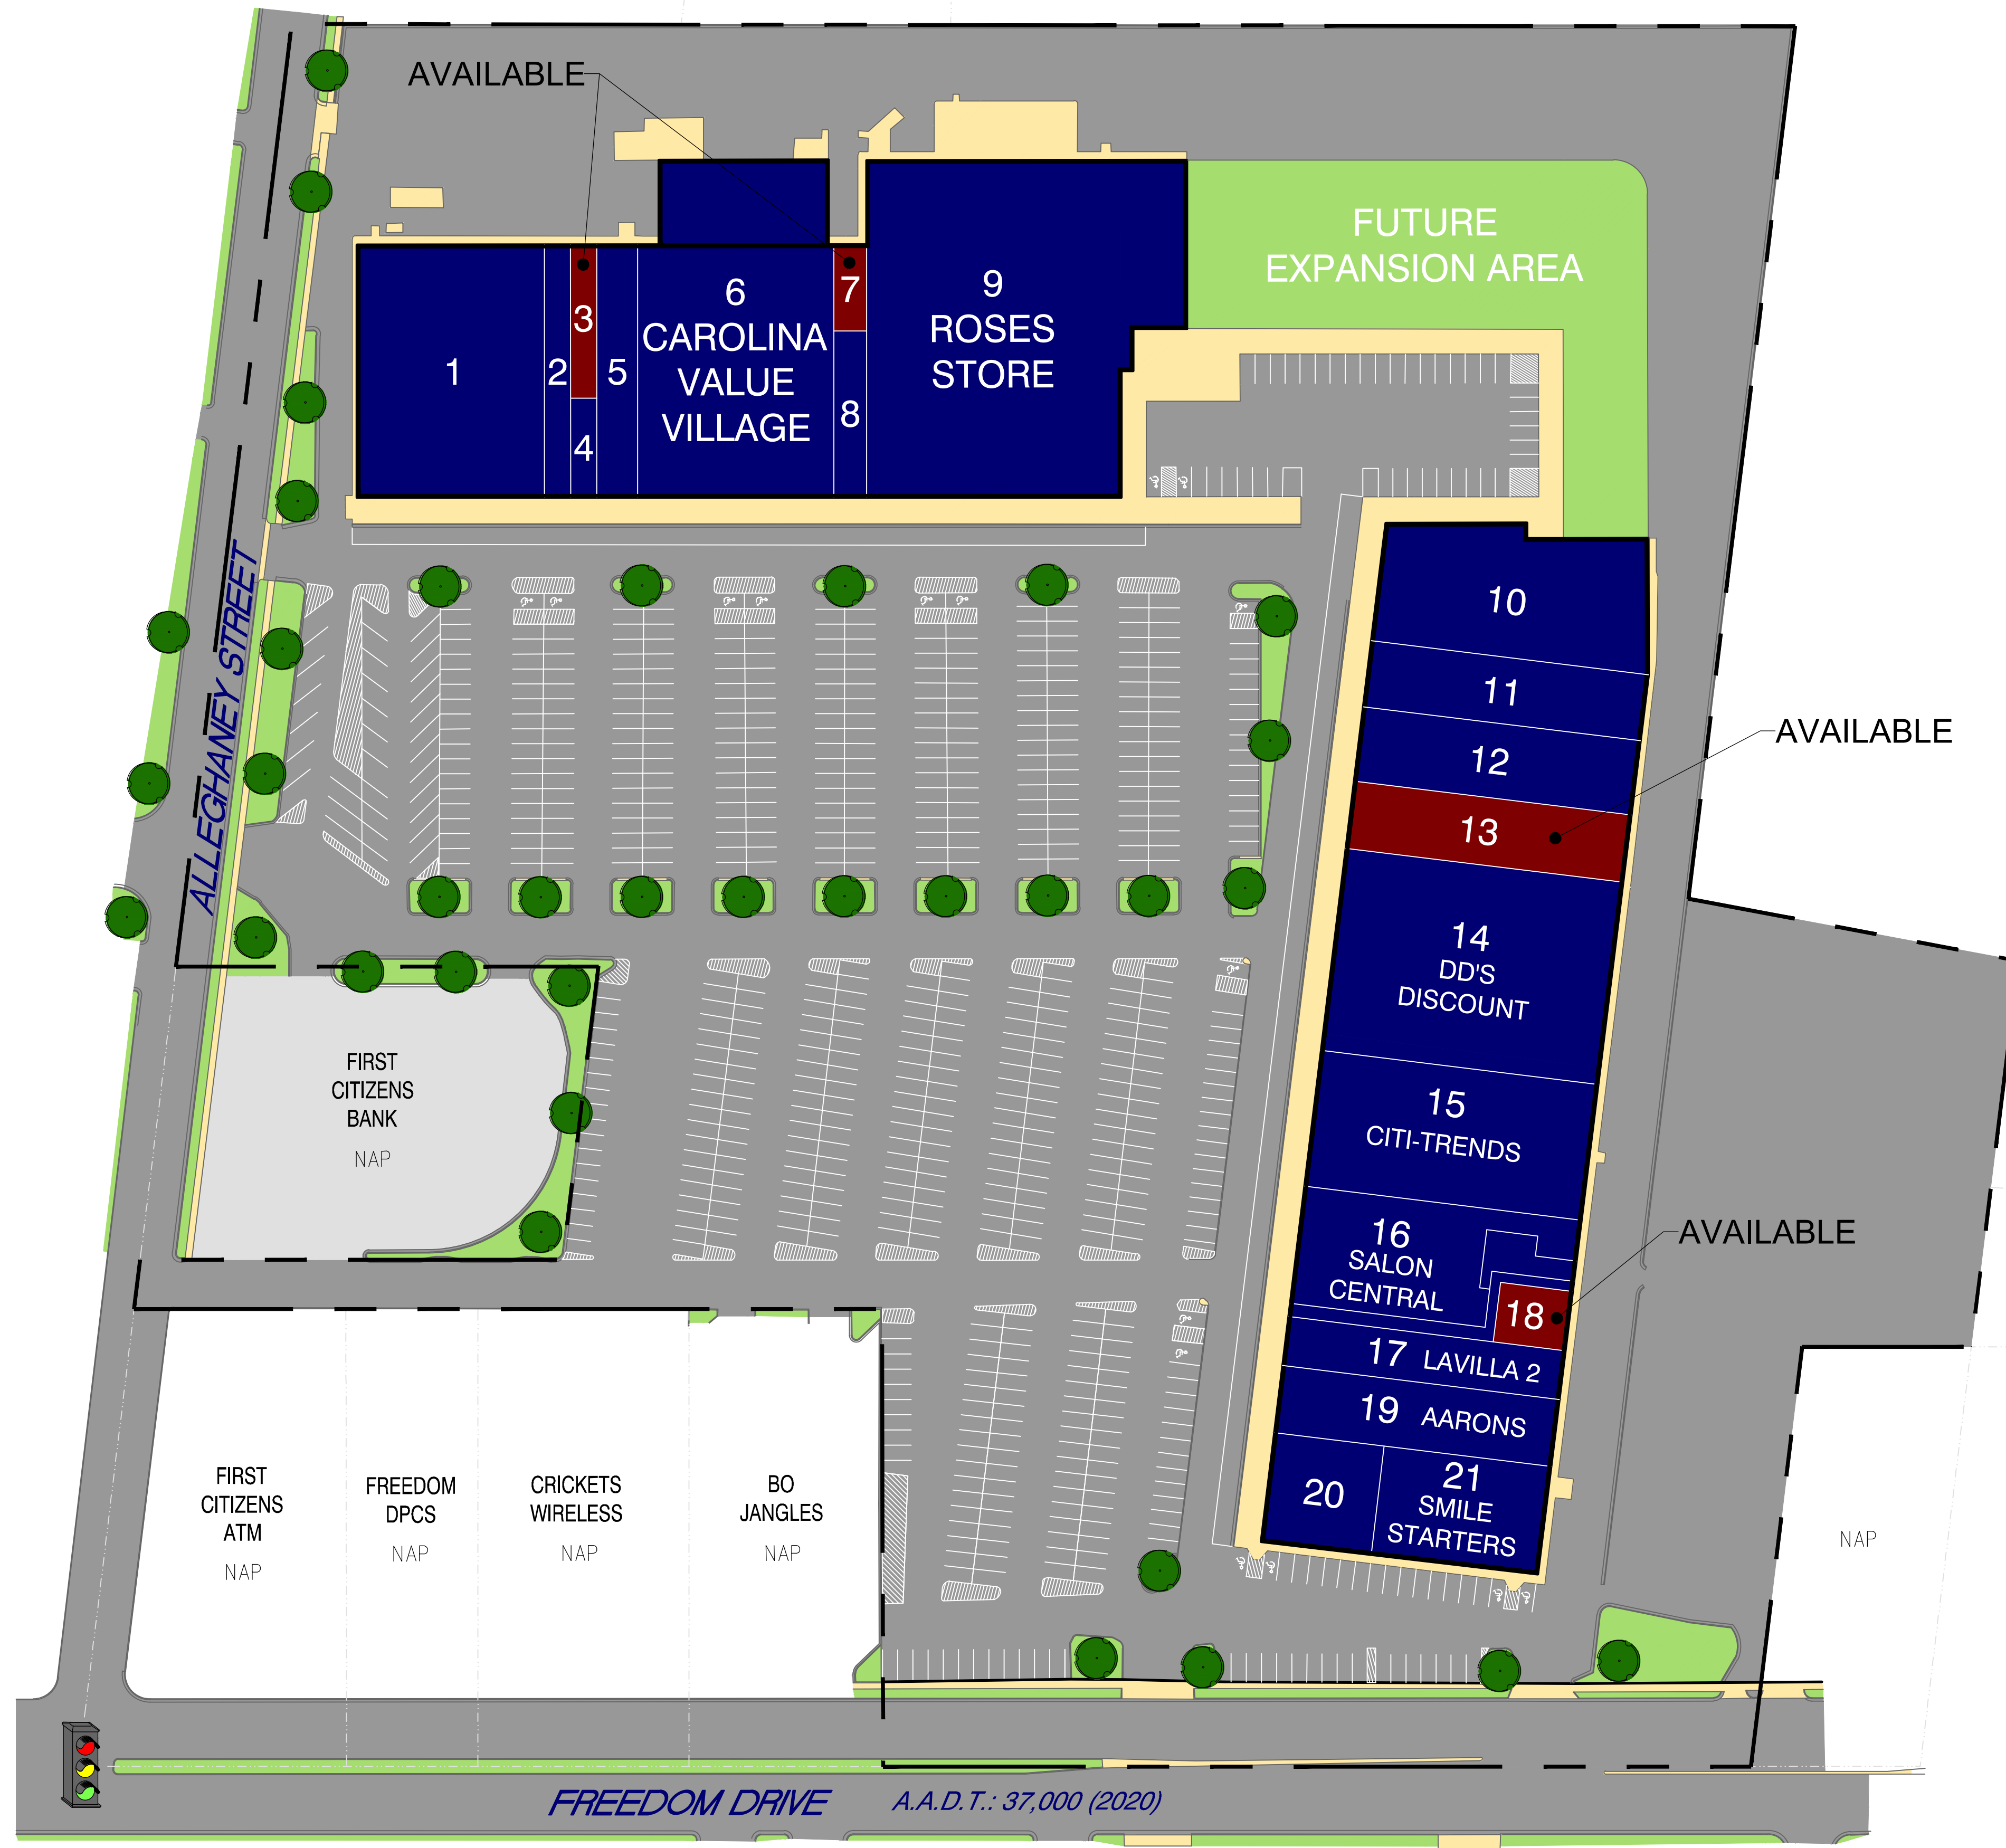 AVAILABLE
FUTURE
EXPANSION AREA
1
2
3
4
5
6
CAROLINA
VALUE
VILLAGE
7
8
9
ROSES
STORE
10
11
12
13
AVAILABLE
14
DD'S
DISCOUNT
15
CITI-TRENDS
16
SALON
CENTRAL
18
AVAILABLE
17 LAVILLA 2
19 AARONS
20
21
SMILE
STARTERS
ALLEGHANEY STREET
FIRST
CITIZENS
BANK
NAP
FIRST
CITIZENS
ATM
NAP
FREEDOM
DPCS
NAP
CRICKETS
WIRELESS
NAP
BO
JANGLES
NAP
NAP
FREEDOM DRIVE A.A.D.T.: 37,000 (2020)